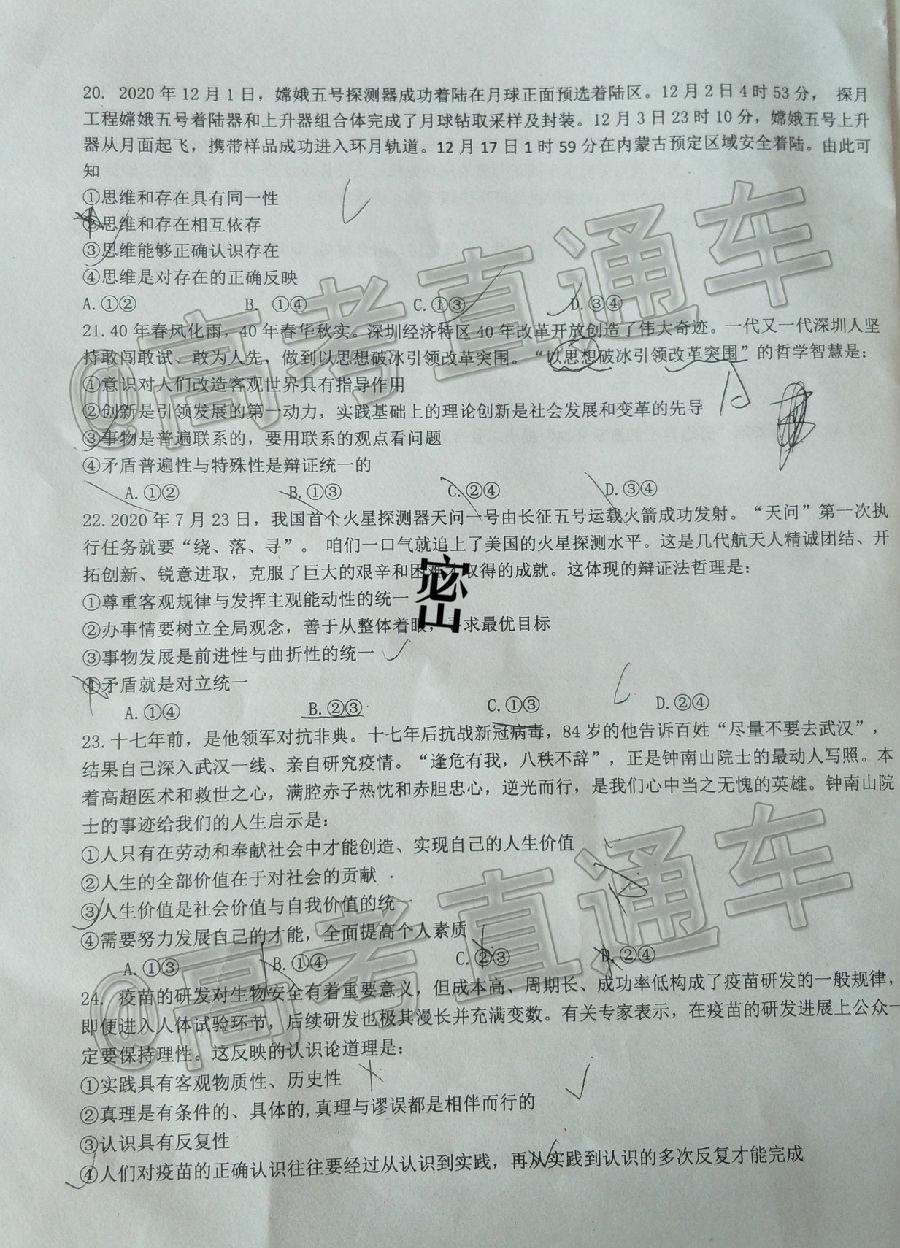 20. 2020年12月1日，嫦娥五号探测器成功着陆在月球正面预选着陆区。12月2日4时53分， 探月
工程嫦娥五号着陆器和上升器组合体完成了月球钻取采样及封装。12月3日23时10分，嫦娥五号上升
器从月面起飞，携带样品成功进入环月轨道。12月17日1时59分在内蒙古预定区域安全着陆。由此可
知
①思维和存在具有同一性
②思维和存在相互依存
③思维能够正确认识存在
④思维是对存在的正确反映
A.①② B. ①④ C.①③ D.③④
21.40年春风化雨，40年春华秋实。深圳经济特区40年改革开放创造了伟大奇迹。一代又一代深圳人坚
持敢闯敢试、敢为人先，做到以思想破冰引领改革突围。“以思想破冰引领改革突围”的哲学智慧是：
①意识对人们改造客观世界具有指导作用
②创新是引领发展的第一动力，实践基础上的理论创新是社会发展和变革的先导
③事物是普遍联系的，要用联系的观点看问题
④矛盾普遍性与特殊性是辩证统一的
A.①② B.①③ C.②④ D.③④
22.2020年7月23日，我国首个火星探测器天问一号由长征五号运载火箭成功发射。“天问”第一次执
行任务就要“绕、落、寻”。 咱们一口气就追上了美国的火星探测水平。这是几代航天人精诚团结、开
拓创新、锐意进取，克服了巨大的艰辛和困 取得的成就。这体现的辩证法哲理是：
密
①尊重客观规律与发挥主观能动性的统一
②办事情要树立全局观念，善于从整体着眼， 求最优目标
③事物发展是前进性与曲折性的统一
④矛盾就是对立统一
A.①④ B.②③ C.①③ D.②④
23.十七年前，是他领军对抗非典。十七年后抗战新冠病毒，84岁的他告诉百姓“尽量不要去武汉”，
结果自己深入武汉一线、亲自研究疫情。“逢危有我，八秩不辞”，正是钟南山院士的最动人写照。本
着高超医术和救世之心，满腔赤子热忱和赤胆忠心，逆光而行，是我们心中当之无愧的英雄。钟南山院
士的事迹给我们的人生启示是：
①人只有在劳动和奉献社会中才能创造、实现自己的人生价值
②人生的全部价值在于对社会的贡献
③人生价值是社会价值与自我价值的统一
④需要努力发展自己的才能，全面提高个人素质
A.①③ B.①④ C.②③ D.②④
24. 疫苗的研发对生物安全有着重要意义，但成本高、周期长、成功率低构成了疫苗研发的一般规律，
即便进入人体试验环节，后续研发也极其漫长并充满变数。有关专家表示，在疫苗的研发进展上公众一
定要保持理性。这反映的认识论道理是：
①实践具有客观物质性、历史性
②真理是有条件的、具体的,真理与谬误都是相伴而行的
③认识具有反复性
④人们对疫苗的正确认识往往要经过从认识到实践，再从实践到认识的多次反复才能完成
@高考直通车
@高考直通车